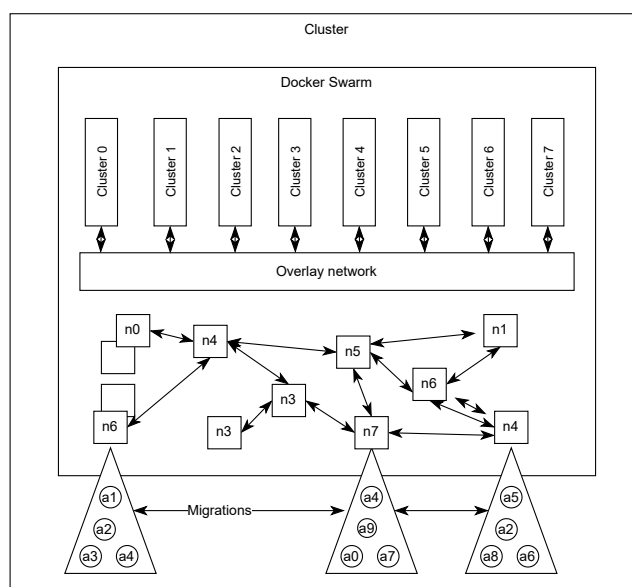 Cluster
Docker Swarm
Cluster 0
Cluster 1
Cluster 2
Cluster 3
Cluster 4
Cluster 5
Cluster 6
Cluster 7
Overlay network
n0
n4
n5
n1
n6
n3
n6
n3
n7
n4
a1
a2
a3 a4
Migrations
a4
a9
a0 a7
a5
a2
a8 a6